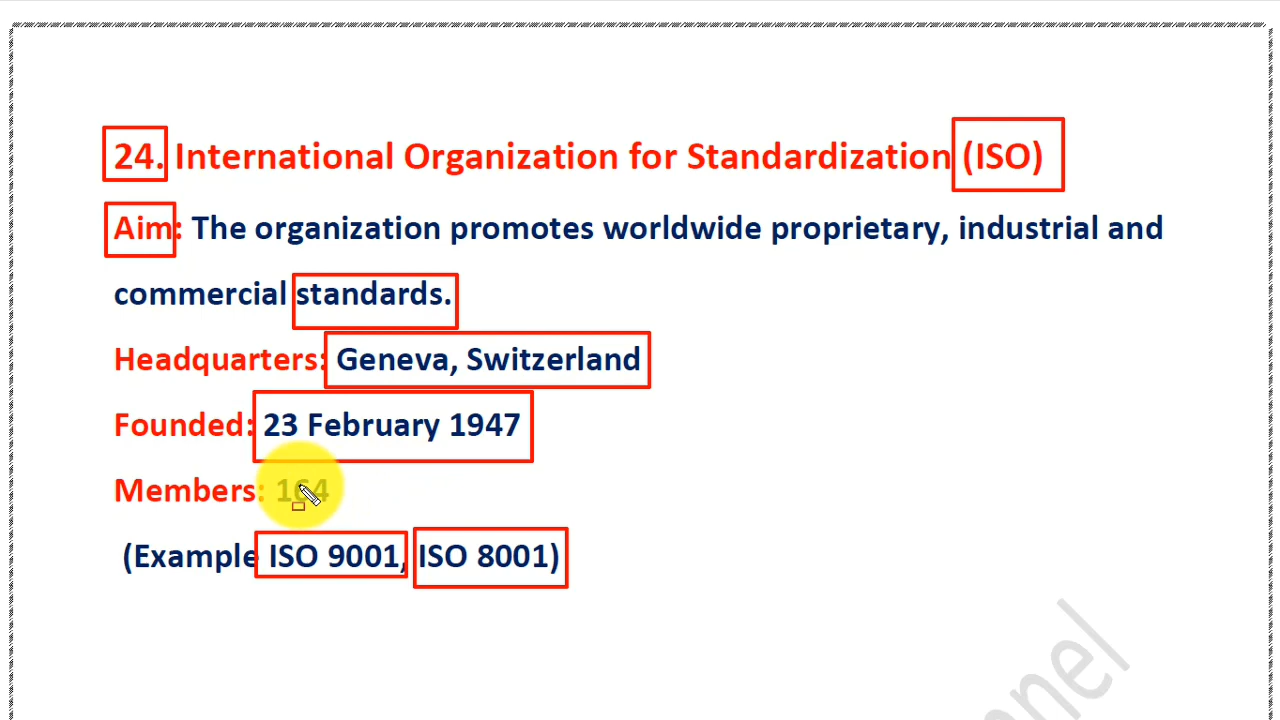 24. International Organization for Standardization (ISO)
Aim: The organization promotes worldwide proprietary, industrial and
commercial standards.
Headquarters: Geneva, Switzerland
Founded: 23 February 1947
Members: 164
(Example ISO 9001, ISO 8001)